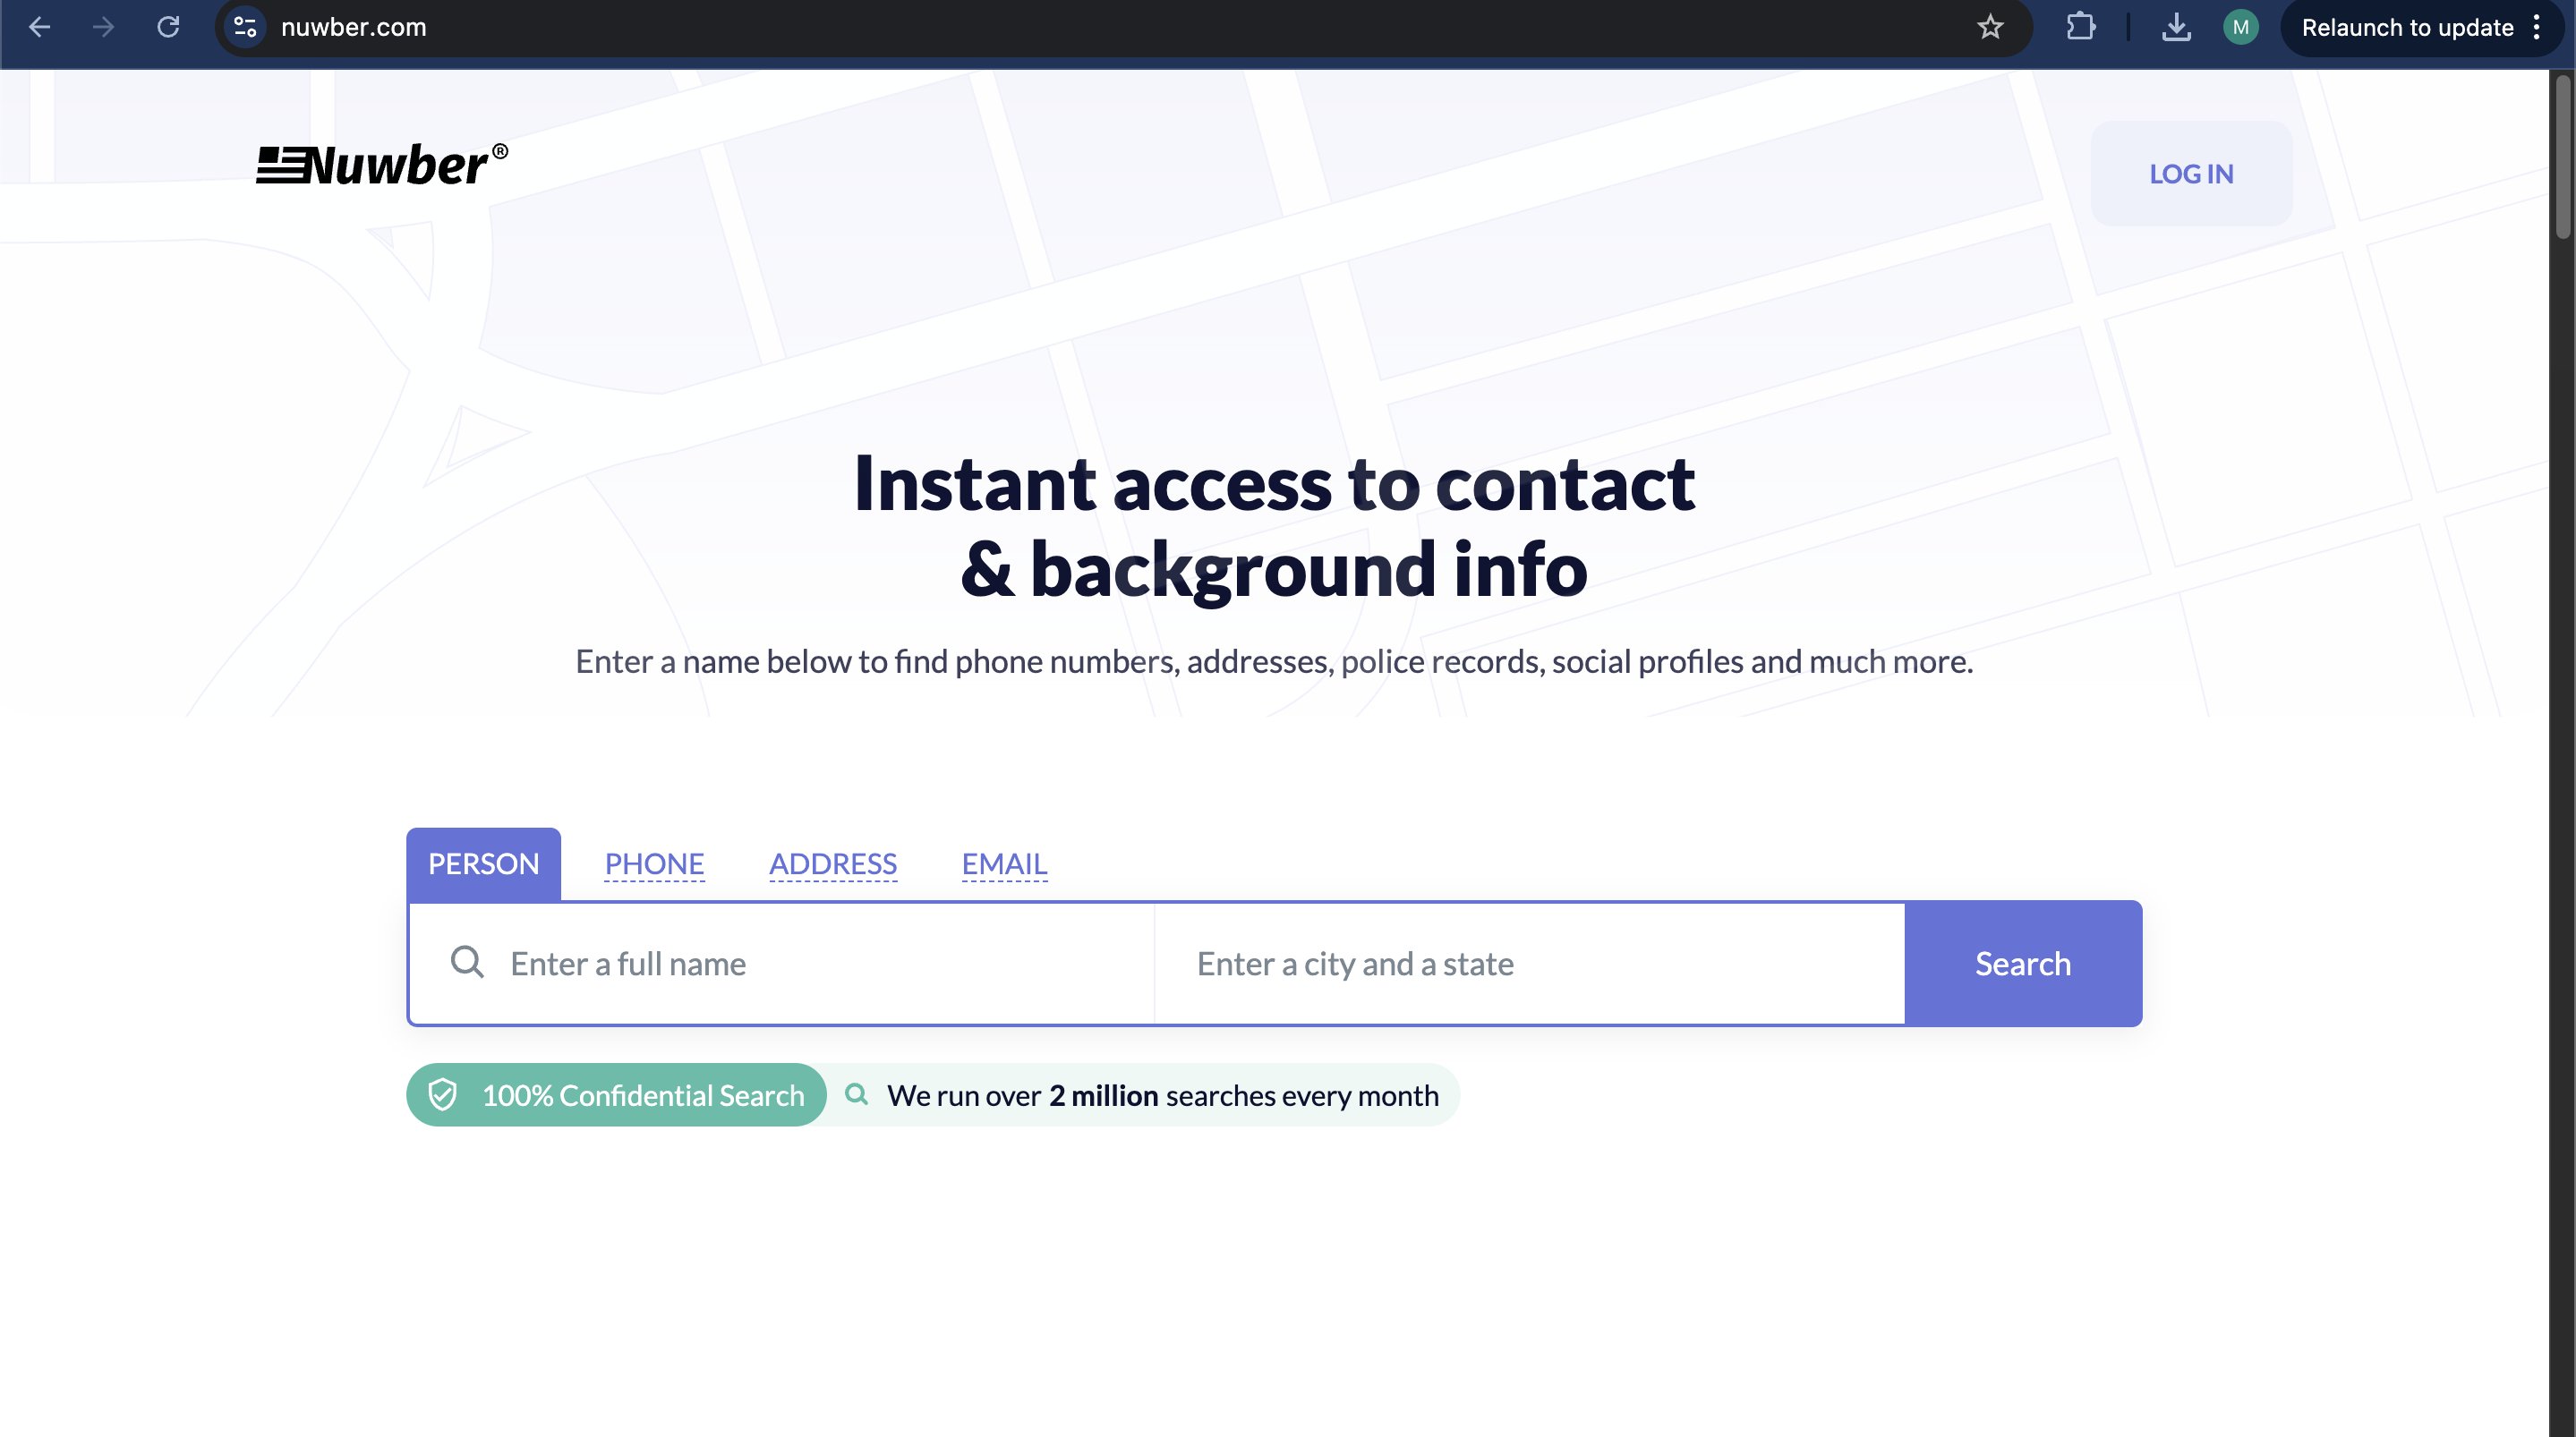 nuwber.com
M
Relaunch to update
Nuwber®
LOG IN
Instant access to contact
& background info
Enter a name below to find phone numbers, addresses, police records, social profiles and much more.
PERSON PHONE ADDRESS EMAIL
Enter a full name
Enter a city and a state
Search
100% Confidential Search
We run over 2 million searches every month